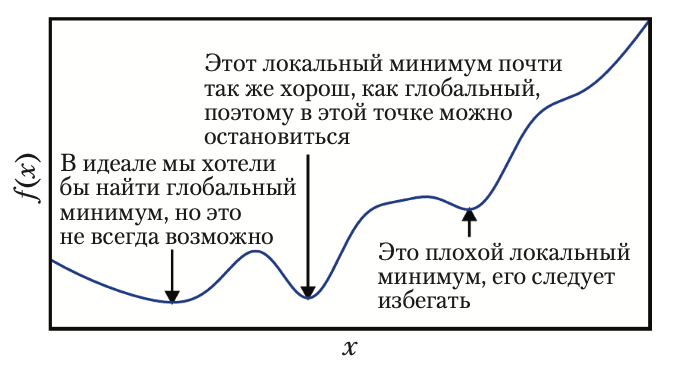 Этот локальный минимум почти
так же хорош, как глобальный,
поэтому в этой точке можно
остановиться
В идеале мы хотели
бы найти глобальный
минимум, но это
не всегда возможно
Это плохой локальный
минимум, его следует
избегать
f(x)
x